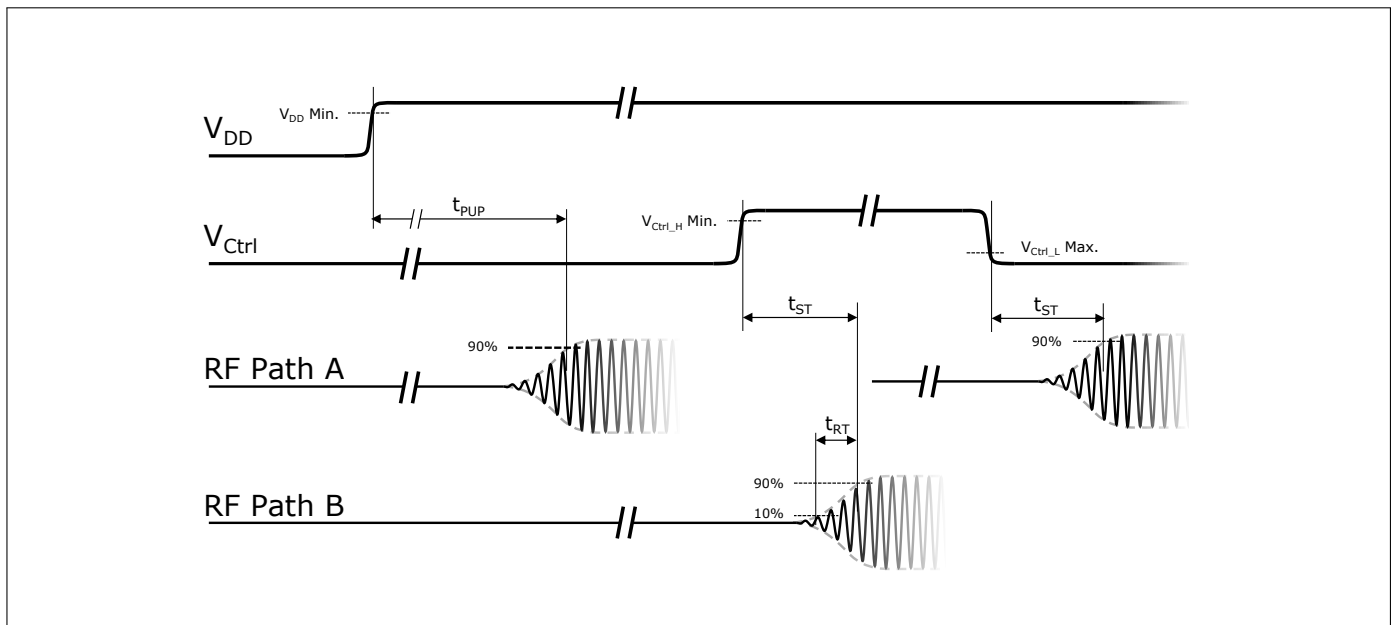 V_DD Min.
V_DD
t_PUP
V_Ctrl_H Min.
V_Ctrl
V_Ctrl_L Max.
t_ST
t_ST
90%
90%
RF Path A
t_RT
90%
RF Path B
10%